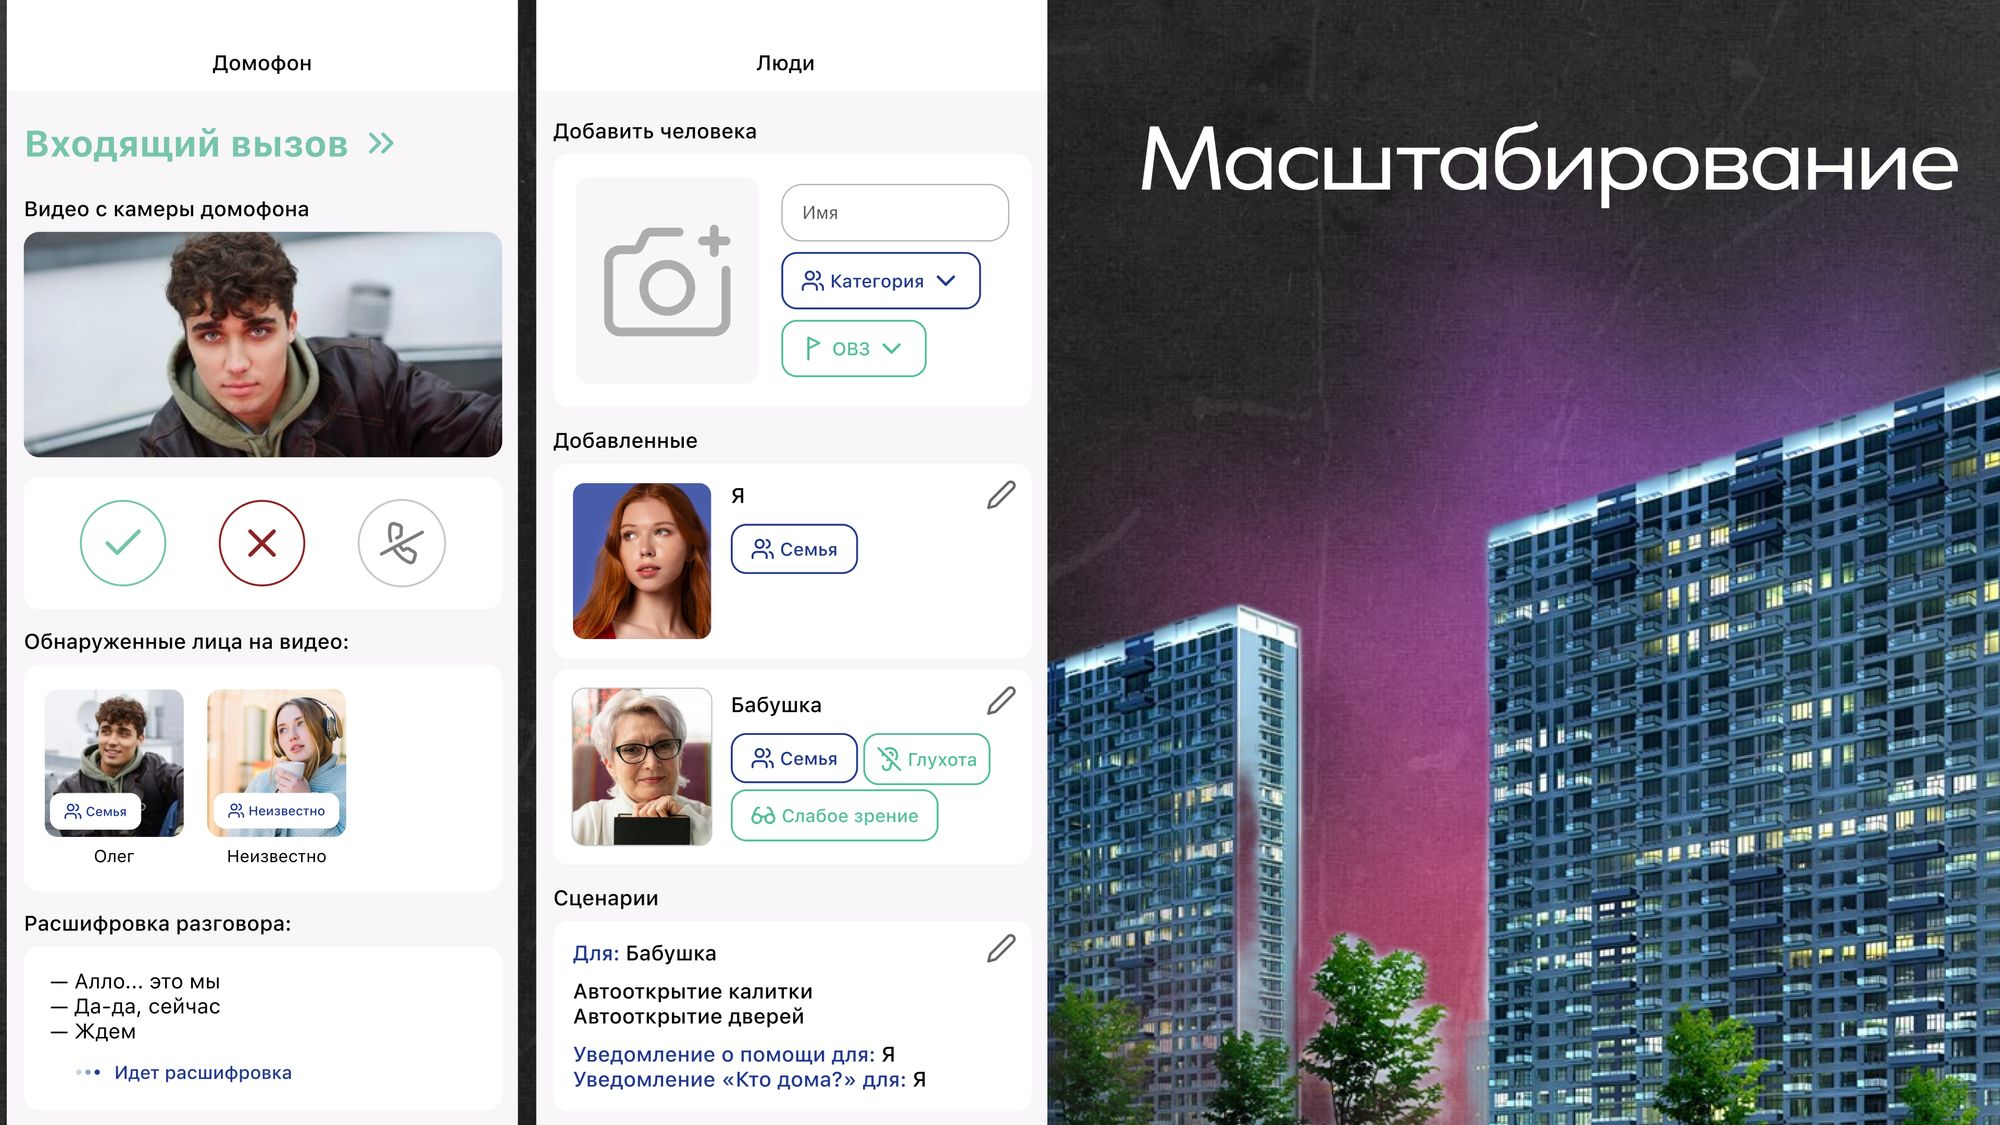 Домофон
Входящий вызов
Видео с камеры домофона
Обнаруженные лица на видео:
Семья
Неизвестно
Олег
Неизвестно
Расшифровка разговора:
— Алло... это мы
— Да-да, сейчас
— Ждем
Идет расшифровка
Люди
Добавить человека
Имя
Категория
ОВЗ
Добавленные
Я
Семья
Бабушка
Семья
Глухота
Слабое зрение
Сценарии
Для: Бабушка
Автооткрытие калитки
Автооткрытие дверей
Уведомление о помощи для: Я
Уведомление «Кто дома?» для: Я
Масштабирование